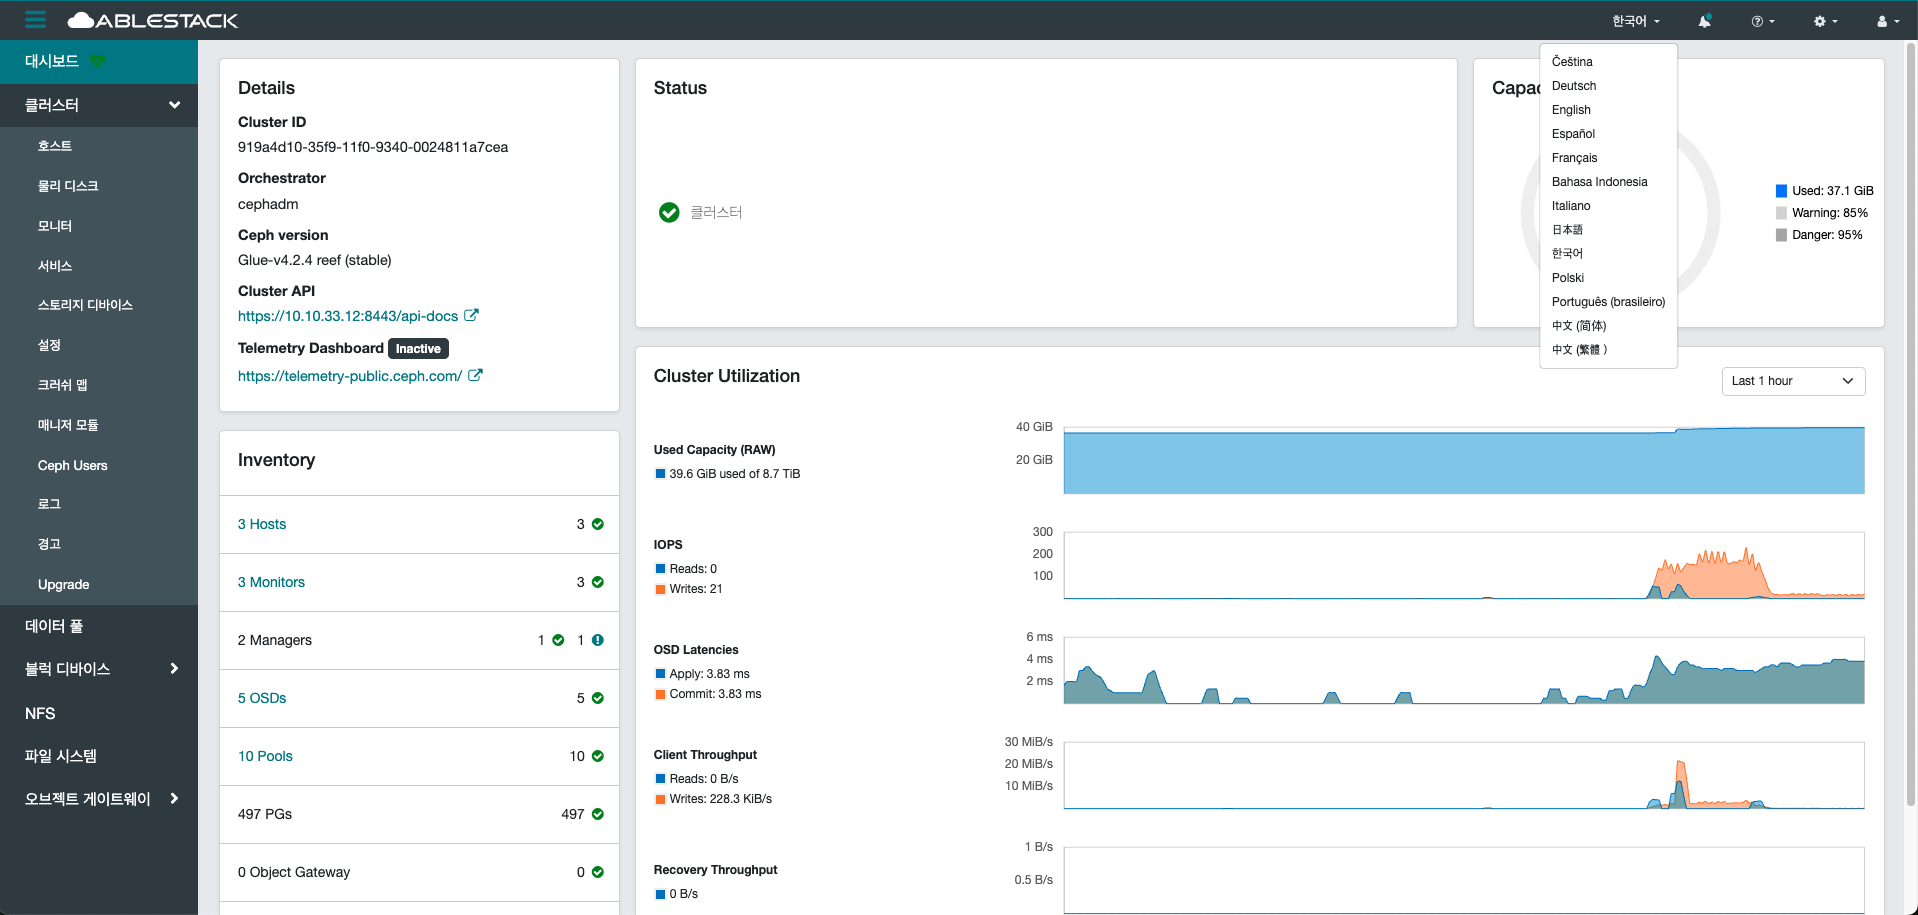 ABLESTACK
한국어
대시보드
클러스터
호스트
물리 디스크
모니터
서비스
스토리지 디바이스
설정
크러쉬 맵
매니저 모듈
Ceph Users
로그
경고
Upgrade
데이터 풀
블럭 디바이스
NFS
파일 시스템
오브젝트 게이트웨이
Details
Cluster ID
919a4d10-35f9-11f0-9340-0024811a7cea
Orchestrator
cephadm
Ceph version
Glue-v4.2.4 reef (stable)
Cluster API
https://10.10.33.12:8443/api-docs
Telemetry Dashboard Inactive
https://telemetry-public.ceph.com/
Inventory
3 Hosts 3
3 Monitors 3
2 Managers 1 1
5 OSDs 5
10 Pools 10
497 PGs 497
0 Object Gateway 0
Status
클러스터
Used: 37.1 GiB
Warning: 85%
Danger: 95%
Čeština
Deutsch
English
Español
Français
Bahasa Indonesia
Italiano
日本語
한국어
Polski
Português (brasileiro)
中文 (简体)
中文 (繁體 )
Cluster Utilization
Last 1 hour
Used Capacity (RAW)
39.6 GiB used of 8.7 TiB
40 GiB
20 GiB
IOPS
Reads: 0
Writes: 21
300
200
100
OSD Latencies
Apply: 3.83 ms
Commit: 3.83 ms
6 ms
4 ms
2 ms
Client Throughput
Reads: 0 B/s
Writes: 228.3 KiB/s
30 MiB/s
20 MiB/s
10 MiB/s
Recovery Throughput
0 B/s
1 B/s
0.5 B/s